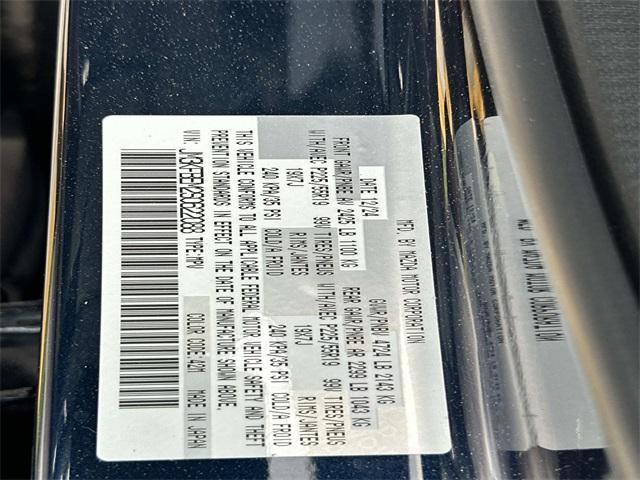 MFD. BY MAZDA MOTOR CORPORATION
DATE 12/24 GVWR/PNBV 4724 LB 2143 KG
FRONT GAWR/PNBE AV 2425 LB 1100 KG REAR GAWR/PNBE AR 2299 LB 1043 KG
WITH/AVEC P225/55R19 99V TIRES/PNEUS WITH/AVEC P225/55R19 99V TIRES/PNEUS
19X7J RIMS/JANTES 19X7J RIMS/JANTES
240 KPA/35 PSI COLD/A FROID 240 KPA/35 PSI COLD/A FROID
THIS VEHICLE CONFORMS TO ALL APPLICABLE FEDERAL MOTOR VEHICLE SAFETY AND THEFT
PREVENTION STANDARDS IN EFFECT ON THE DATE OF MANUFACTURE SHOWN ABOVE.
VIN: TYPE:MPV COLOR CODE: MADE IN JAPAN